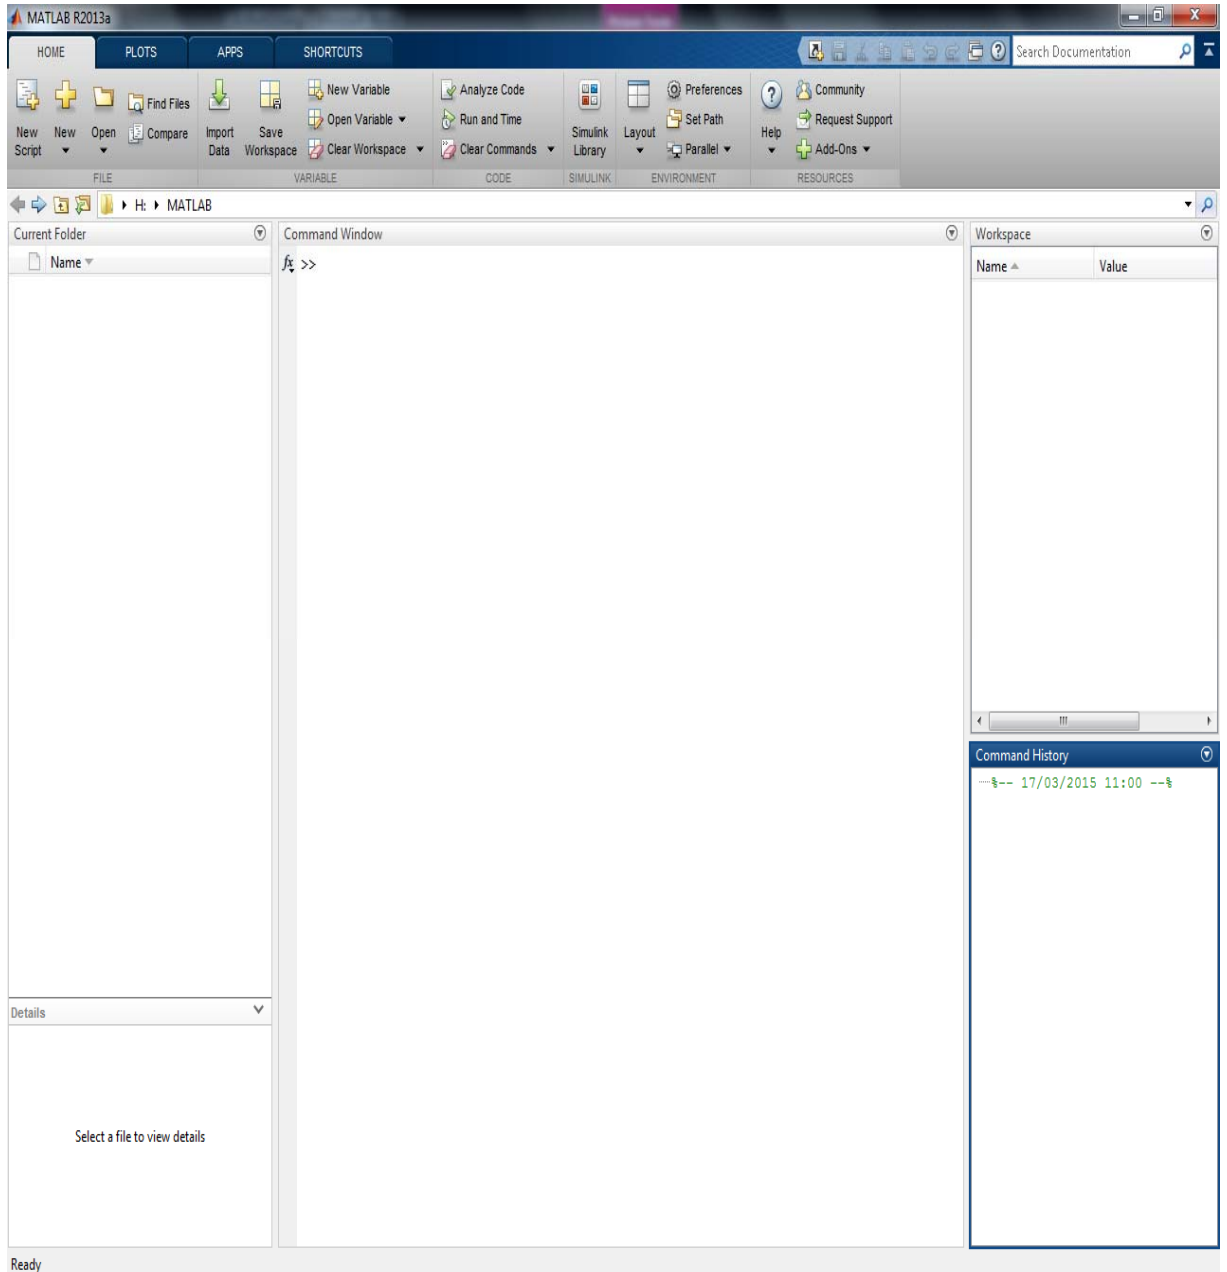 MATLAB R2013a
HOME PLOTS APPS SHORTCUTS Search Documentation
New Script New Open Find Files Compare Import Data Save Workspace New Variable Open Variable Clear Workspace Analyze Code Run and Time Clear Commands Simulink Library Layout Preferences Set Path Parallel Help Community Request Support Add-Ons
FILE VARIABLE CODE SIMULINK ENVIRONMENT RESOURCES
H: MATLAB
Current Folder Command Window Workspace
Name fx >> Name Value
Command History
%-- 17/03/2015 11:00 --%
Details
Select a file to view details
Ready